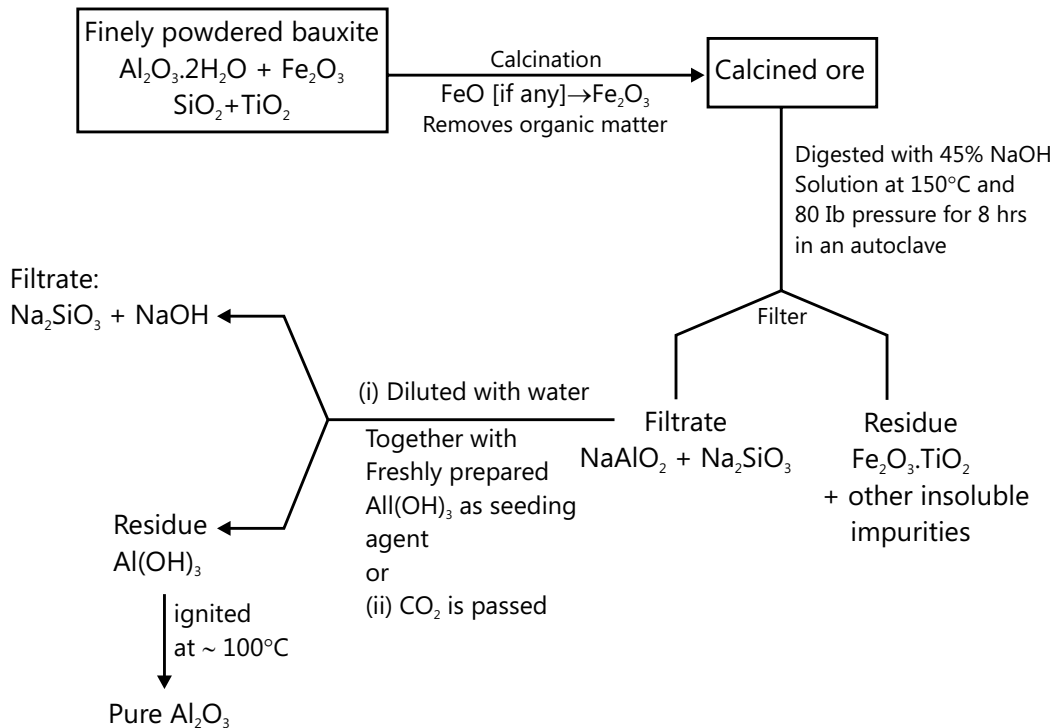 Finely powdered bauxite
Al₂O₃.2H₂O + Fe₂O₃
SiO₂+TiO₂
Calcination
FeO [if any]→Fe₂O₃
Removes organic matter
Calcined ore
Digested with 45% NaOH
Solution at 150°C and
80 Ib pressure for 8 hrs
in an autoclave
Filter
Filtrate
NaAlO₂ + Na₂SiO₃
Residue
Fe₂O₃.TiO₂
+ other insoluble
impurities
(i) Diluted with water
Together with
Freshly prepared
All(OH)₃ as seeding
agent
or
(ii) CO₂ is passed
Filtrate:
Na₂SiO₃ + NaOH
Residue
Al(OH)₃
ignited
at ~ 100°C
Pure Al₂O₃